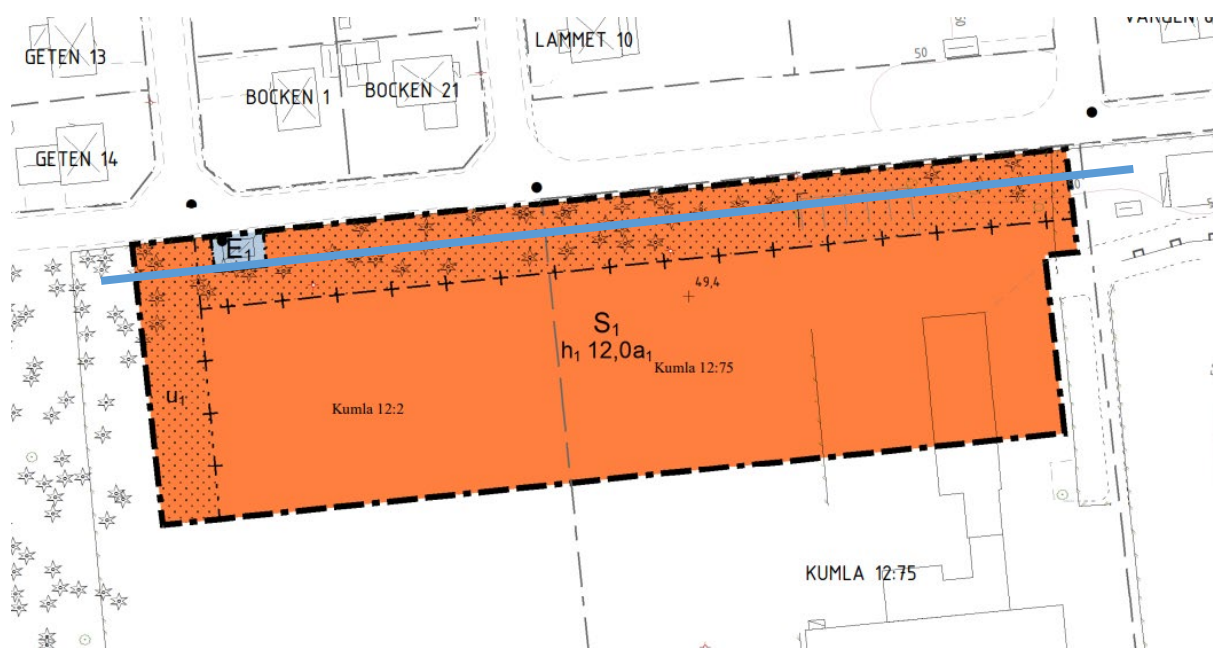 GETEN 13
BOCKEN 1
BOCKEN 21
LAMMET 10
50
GETEN 14
E1
49,4
S1
h1 12,0a1
Kumla 12:75
Kumla 12:2
u1
KUMLA 12:75